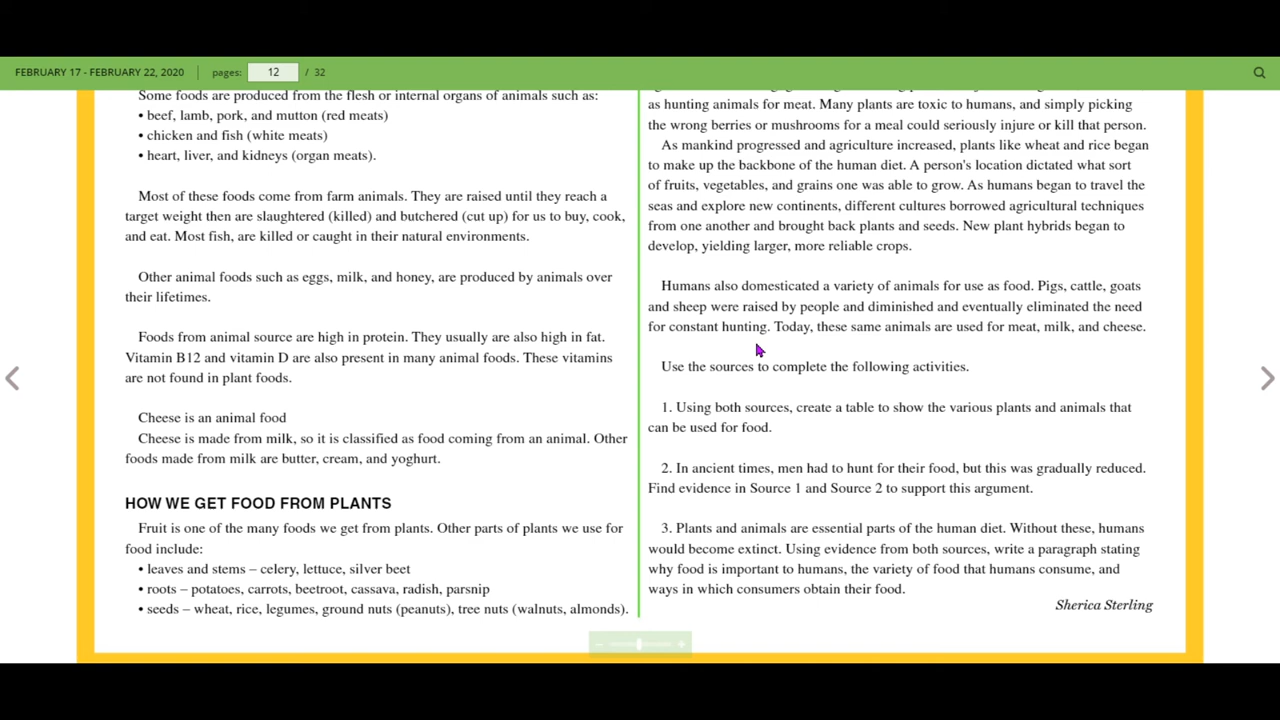 FEBRUARY 17 - FEBRUARY 22, 2020
pages:
12
/ 32
Some foods are produced from the flesh or internal organs of animals such as:
• beef, lamb, pork, and mutton (red meats)
• chicken and fish (white meats)
• heart, liver, and kidneys (organ meats).
Most of these foods come from farm animals. They are raised until they reach a
target weight then are slaughtered (killed) and butchered (cut up) for us to buy, cook,
and eat. Most fish, are killed or caught in their natural environments.
Other animal foods such as eggs, milk, and honey, are produced by animals over
their lifetimes.
Foods from animal source are high in protein. They usually are also high in fat.
Vitamin B12 and vitamin D are also present in many animal foods. These vitamins
are not found in plant foods.
Cheese is an animal food
Cheese is made from milk, so it is classified as food coming from an animal. Other
foods made from milk are butter, cream, and yoghurt.
HOW WE GET FOOD FROM PLANTS
Fruit is one of the many foods we get from plants. Other parts of plants we use for
food include:
• leaves and stems – celery, lettuce, silver beet
• roots – potatoes, carrots, beetroot, cassava, radish, parsnip
• seeds – wheat, rice, legumes, ground nuts (peanuts), tree nuts (walnuts, almonds).
as hunting animals for meat. Many plants are toxic to humans, and simply picking
the wrong berries or mushrooms for a meal could seriously injure or kill that person.
As mankind progressed and agriculture increased, plants like wheat and rice began
to make up the backbone of the human diet. A person's location dictated what sort
of fruits, vegetables, and grains one was able to grow. As humans began to travel the
seas and explore new continents, different cultures borrowed agricultural techniques
from one another and brought back plants and seeds. New plant hybrids began to
develop, yielding larger, more reliable crops.
Humans also domesticated a variety of animals for use as food. Pigs, cattle, goats
and sheep were raised by people and diminished and eventually eliminated the need
for constant hunting. Today, these same animals are used for meat, milk, and cheese.
Use the sources to complete the following activities.
1. Using both sources, create a table to show the various plants and animals that
can be used for food.
2. In ancient times, men had to hunt for their food, but this was gradually reduced.
Find evidence in Source 1 and Source 2 to support this argument.
3. Plants and animals are essential parts of the human diet. Without these, humans
would become extinct. Using evidence from both sources, write a paragraph stating
why food is important to humans, the variety of food that humans consume, and
ways in which consumers obtain their food.
Sherica Sterling